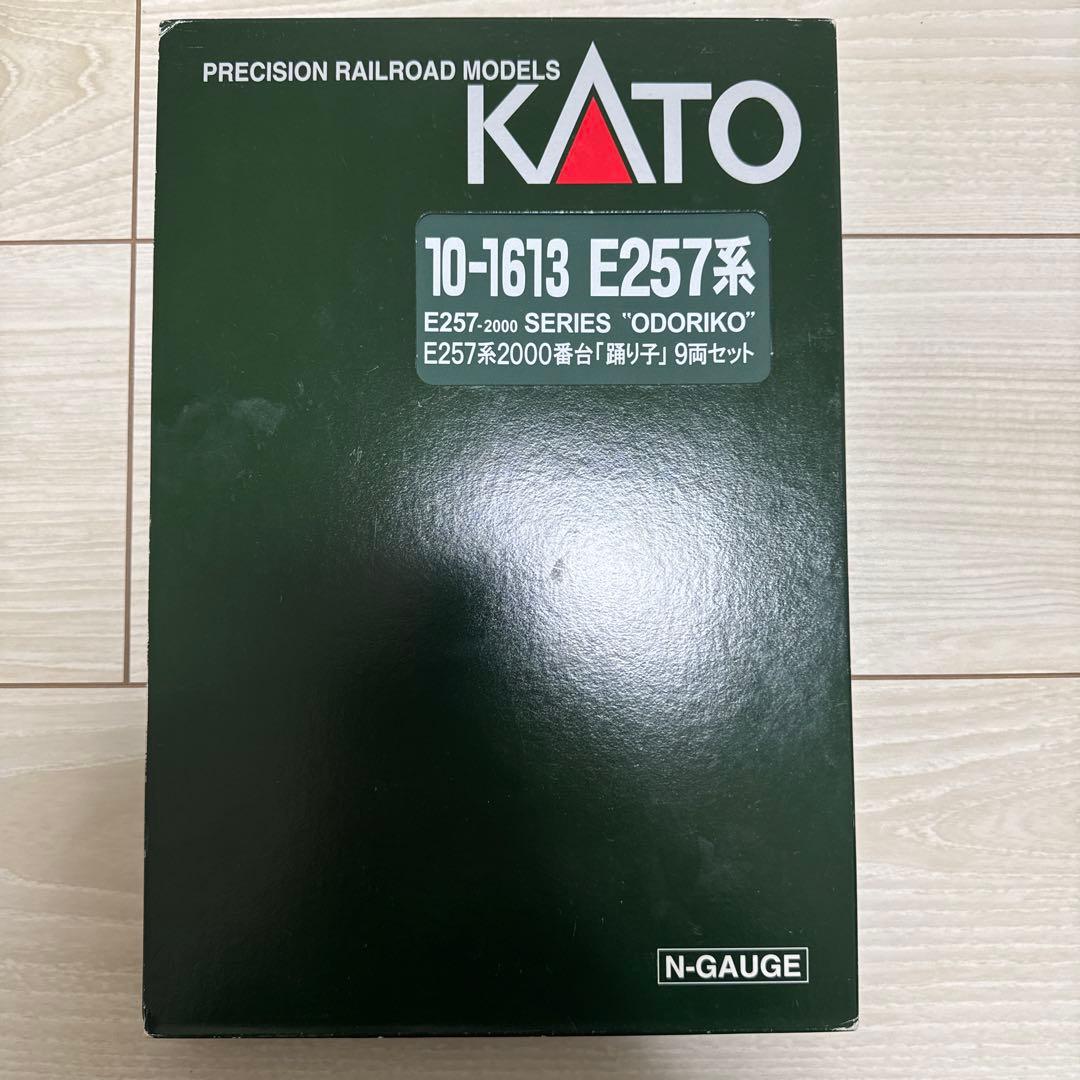 PRECISION RAILROAD MODELS
KATO
10-1613 E257系
E257-2000 SERIES "ODORIKO"
E257系2000番台「踊り子」9両セット
N-GAUGE